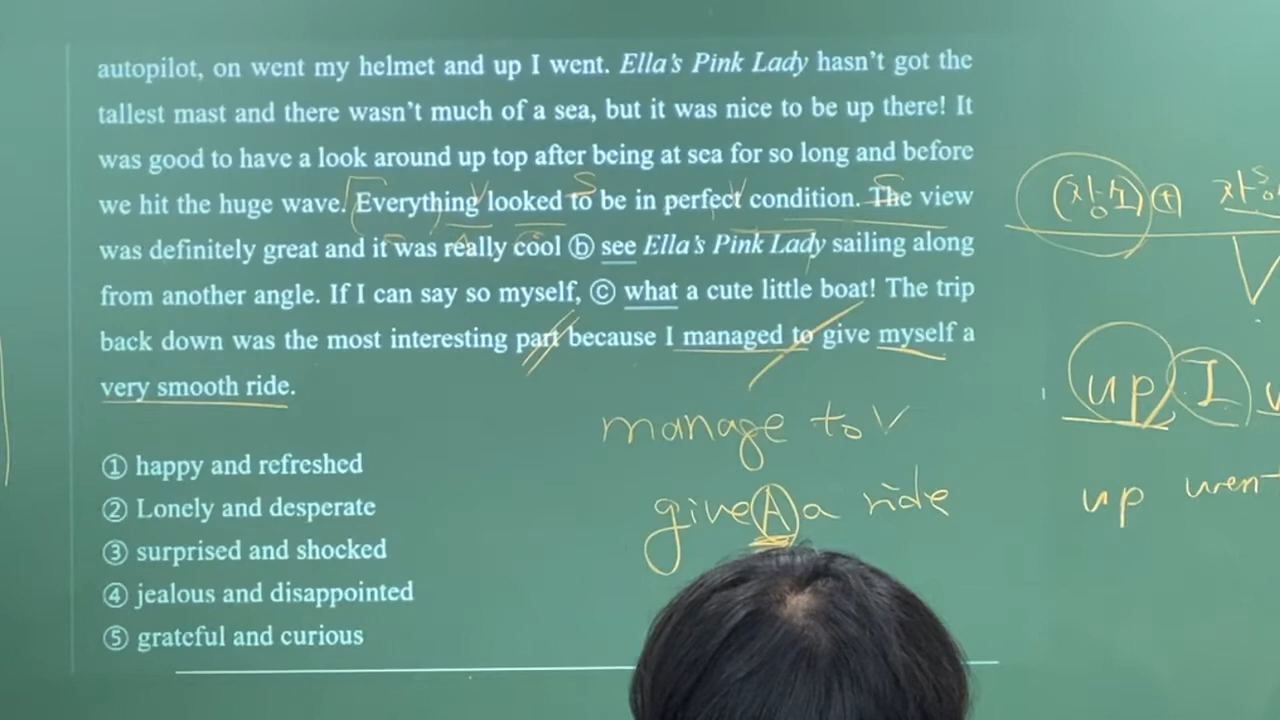 autopilot, on went my helmet and up I went. Ella's Pink Lady hasn't got the
tallest mast and there wasn't much of a sea, but it was nice to be up there! It
was good to have a look around up top after being at sea for so long and before
we hit the huge wave. Everything looked to be in perfect condition. The view
was definitely great and it was really cool ⓑ see Ella's Pink Lady sailing along
from another angle. If I can say so myself, ⓒ what a cute little boat! The trip
back down was the most interesting part because I managed to give myself a
very smooth ride.
① happy and refreshed
② Lonely and desperate
③ surprised and shocked
④ jealous and disappointed
⑤ grateful and curious
S V S V
manage to V
give A a ride
V
up I
up went